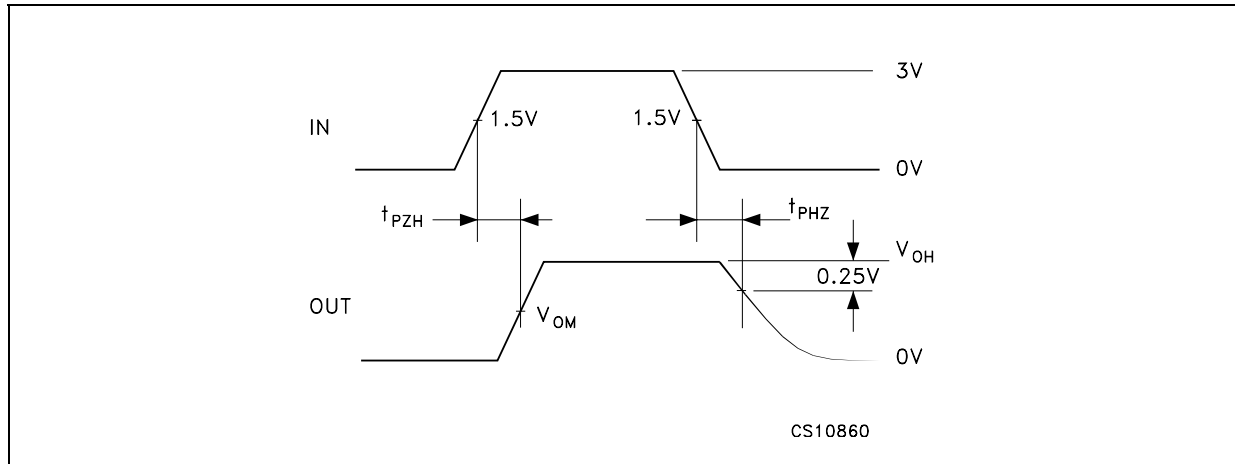 3V
IN
1.5V
1.5V
0V
tPZH
tPHZ
VOH
0.25V
OUT
VOM
0V
CS10860